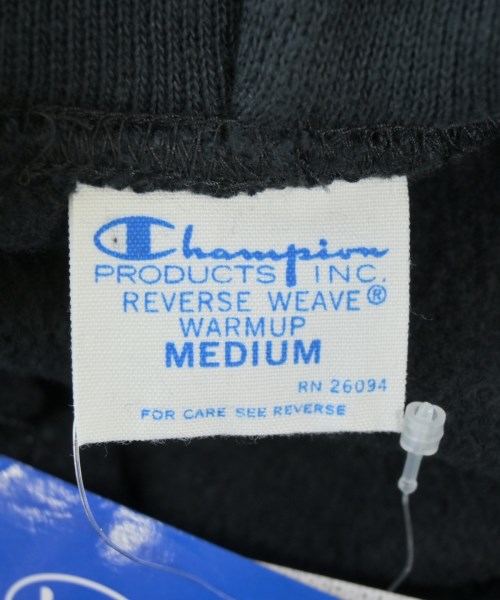 Champion
PRODUCTS INC.
REVERSE WEAVE®
WARMUP
MEDIUM
RN 26094
FOR CARE SEE REVERSE